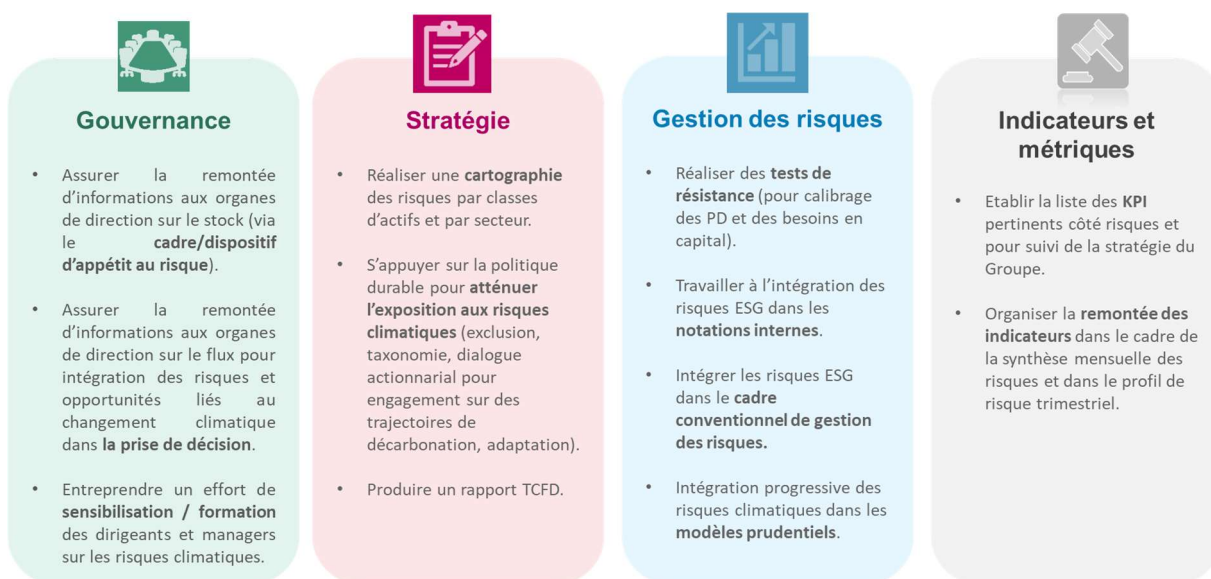 Gouvernance
• Assurer la remontée
d'informations aux organes
de direction sur le stock (via
le cadre/dispositif
d'appétit au risque).
• Assurer la remontée
d'informations aux organes
de direction sur le flux pour
intégration des risques et
opportunités liés au
changement climatique
dans la prise de décision.
• Entreprendre un effort de
sensibilisation / formation
des dirigeants et managers
sur les risques climatiques.
Stratégie
• Réaliser une cartographie
des risques par classes
d'actifs et par secteur.
• S'appuyer sur la politique
durable pour atténuer
l'exposition aux risques
climatiques (exclusion,
taxonomie, dialogue
actionnarial pour
engagement sur des
trajectoires de
décarbonation, adaptation).
• Produire un rapport TCFD.
Gestion des risques
• Réaliser des tests de
résistance (pour calibrage
des PD et des besoins en
capital).
• Travailler à l'intégration des
risques ESG dans les
notations internes.
• Intégrer les risques ESG
dans le cadre
conventionnel de gestion
des risques.
• Intégration progressive des
risques climatiques dans les
modèles prudentiels.
Indicateurs et
métriques
• Etablir la liste des KPI
pertinents côté risques et
pour suivi de la stratégie du
Groupe.
• Organiser la remontée des
indicateurs dans le cadre de
la synthèse mensuelle des
risques et dans le profil de
risque trimestriel.